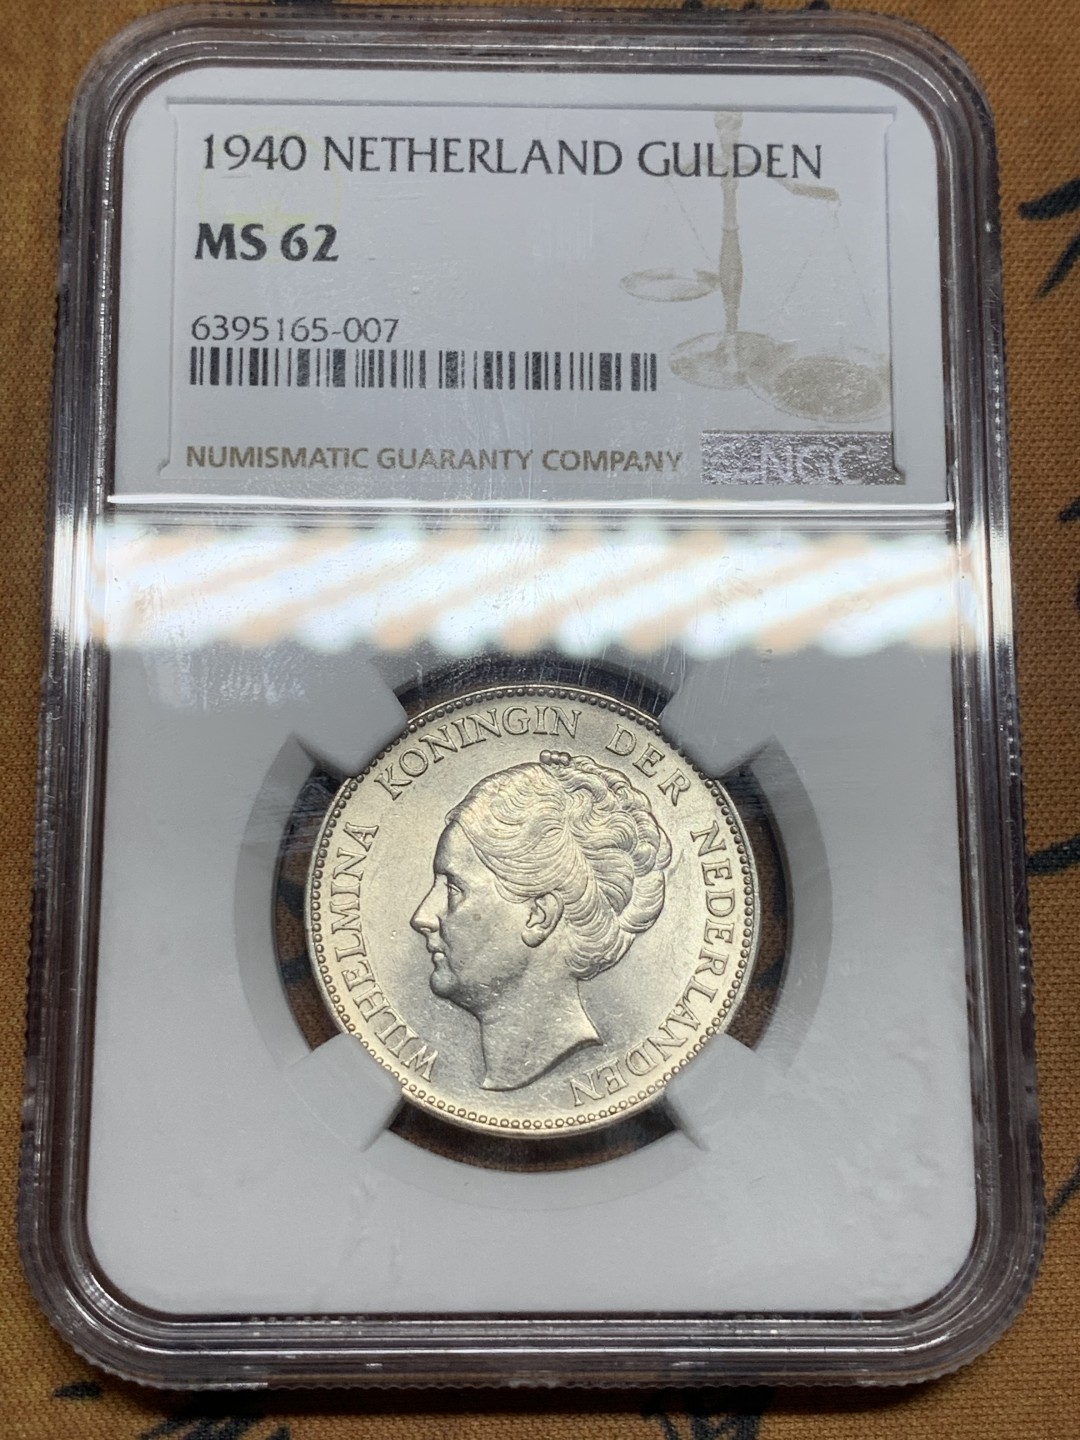 1940 NETHERLAND GULDEN
MS 62
6395165-007
NUMISMATIC GUARANTY COMPANY
NGC
WILHELMINA KONINGIN DER NEDERLANDEN